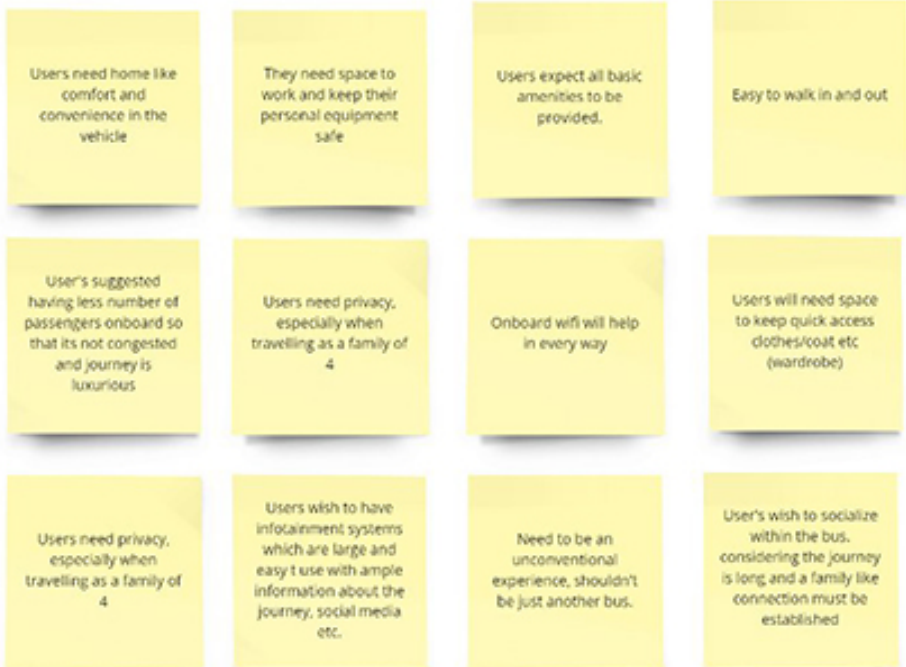 Users need home like
comfort and
convenience in the
vehicle
They need space to
work and keep their
personal equipment
safe
Users expect all basic
amenities to be
provided.
Easy to walk in and out
User's suggested
having less number of
passengers onboard so
that its not congested
and journey is
luxurious
Users need privacy,
especially when
travelling as a family of
4
Onboard wifi will help
in every way
Users will need space
to keep quick access
clothes/coat etc
(wardrobe)
Users need privacy,
especially when
travelling as a family of
4
Users wish to have
infotainment systems
which are large and
easy t use with ample
information about the
journey, social media
etc.
Need to be an
unconventional
experience, shouldn't
be just another bus.
User's wish to socialize
within the bus.
considering the journey
is long and a family like
connection must be
established